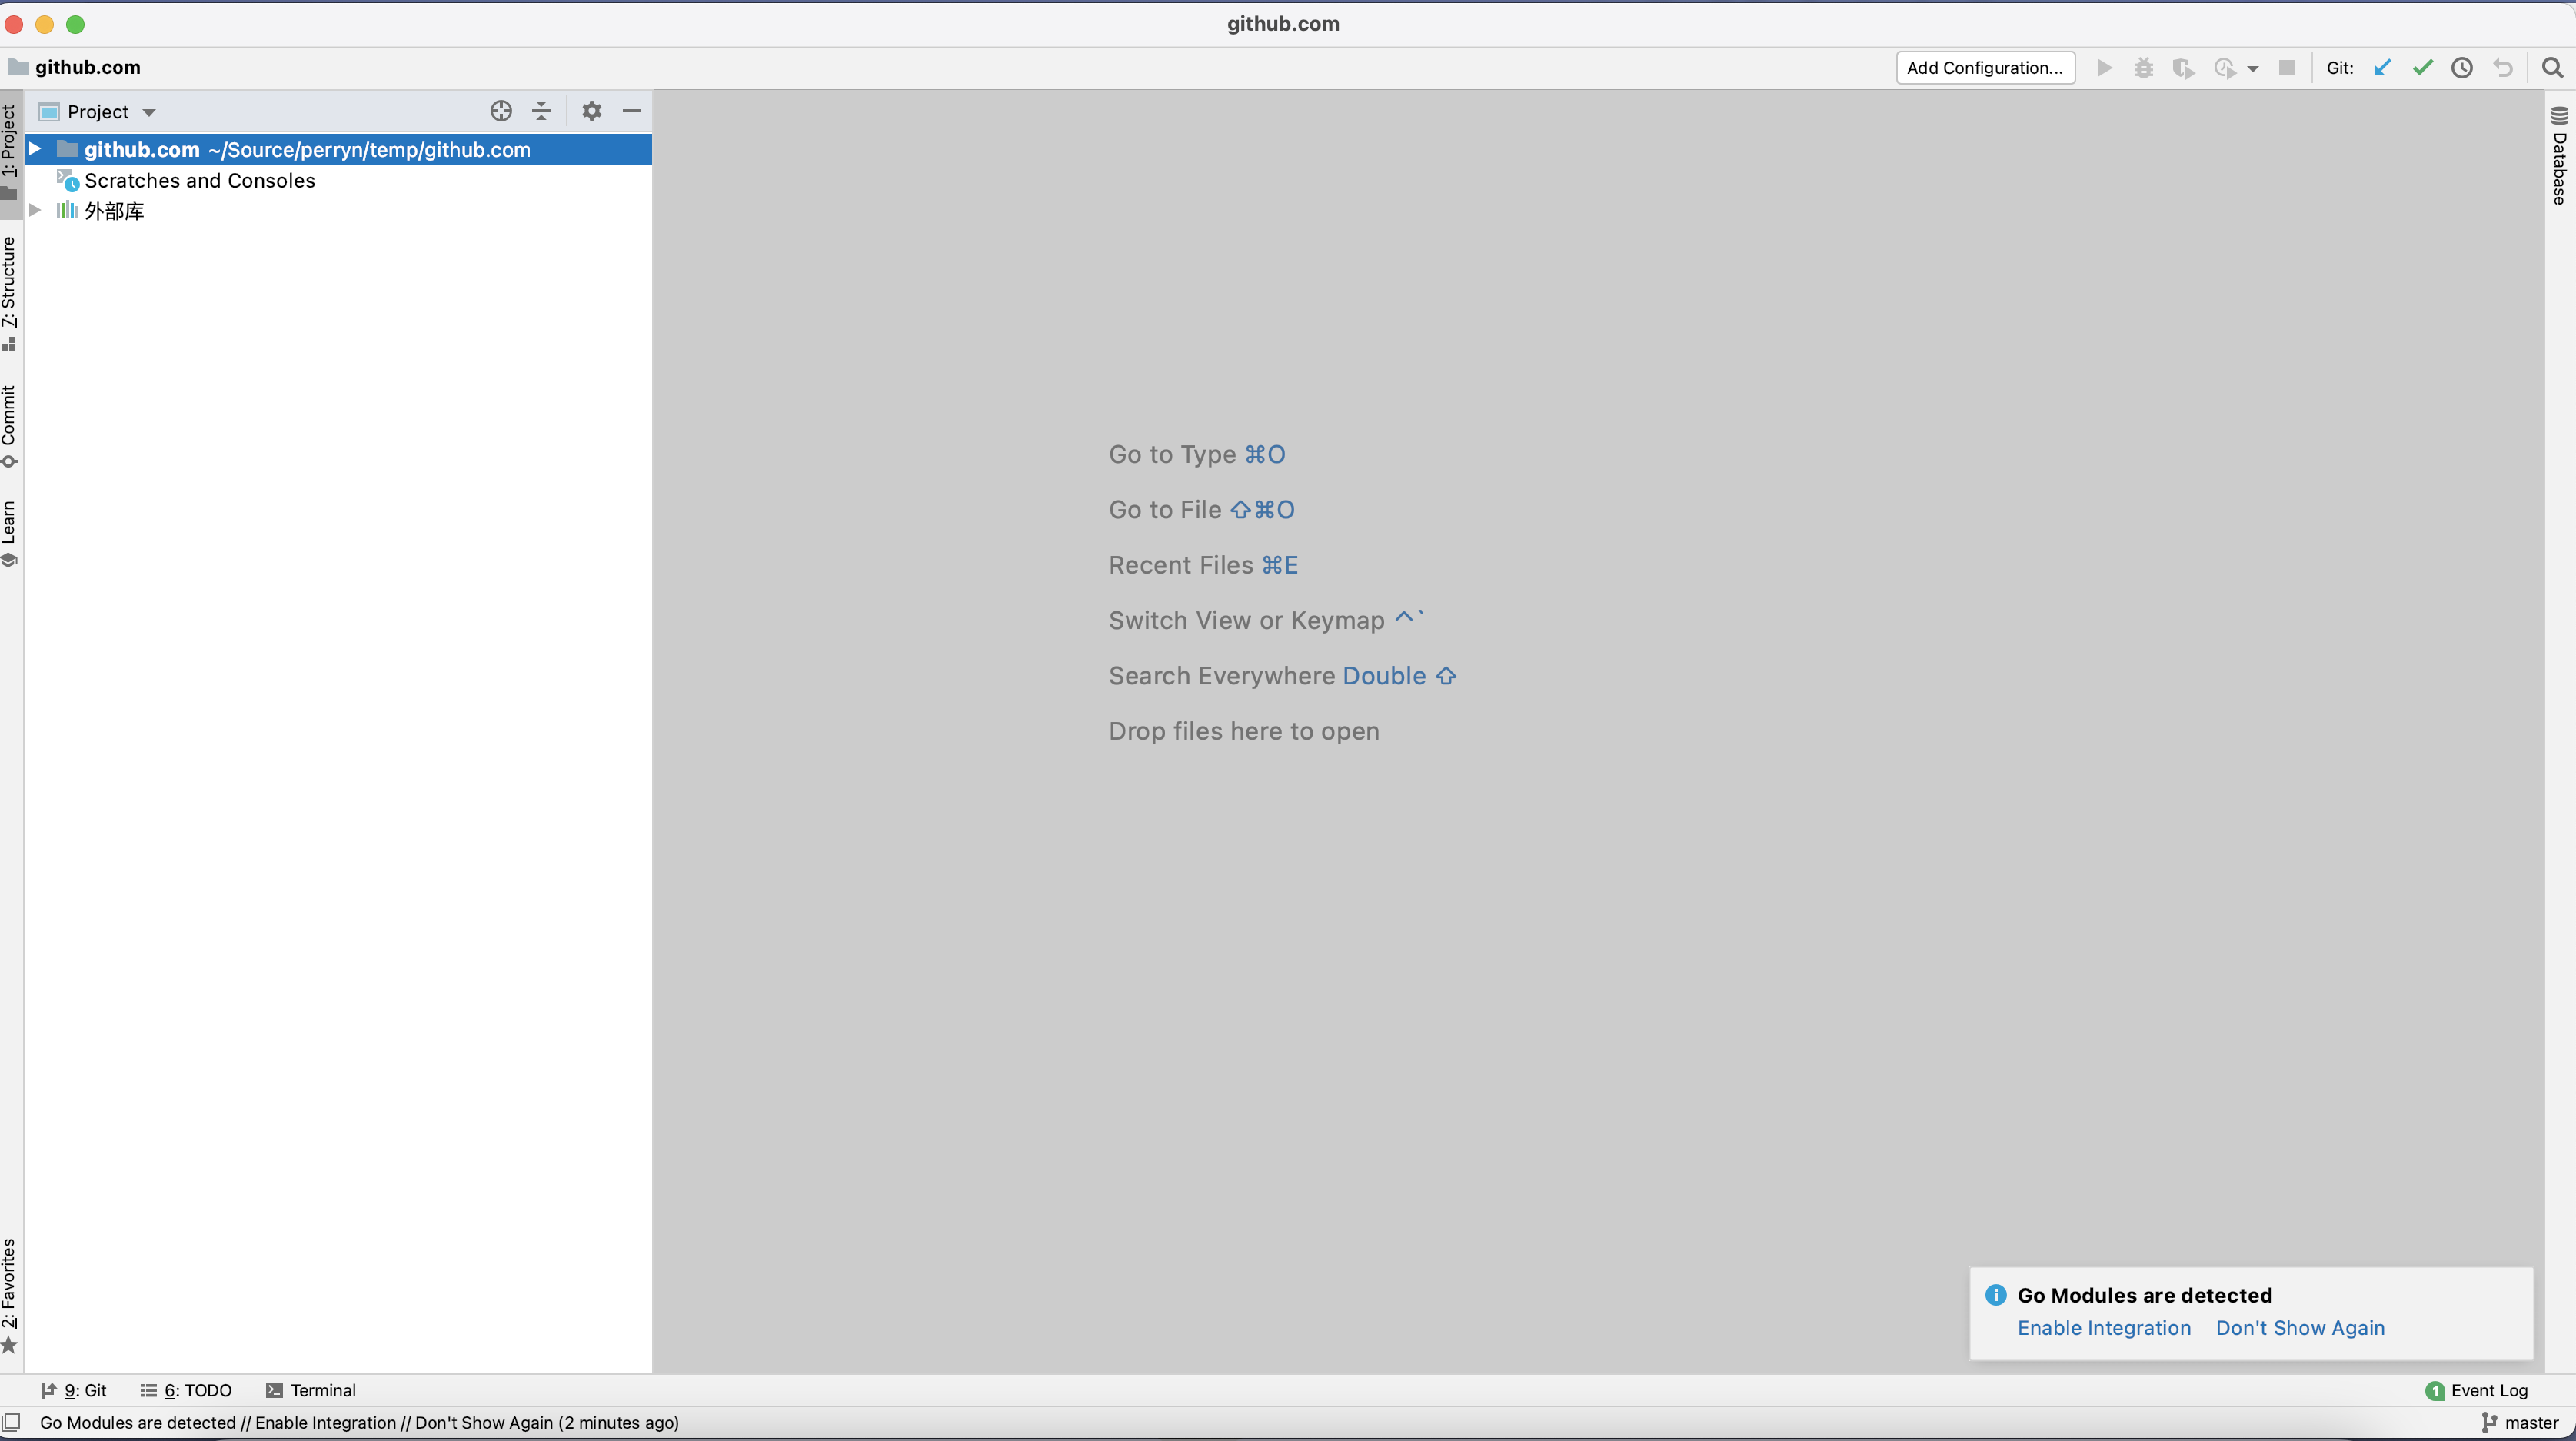 github.com
github.com
Add Configuration...
Git:
Project
github.com ~/Source/perryn/temp/github.com
Scratches and Consoles
外部库
1: Project
Z: Structure
Commit
Learn
2: Favorites
Database
Go to Type ⌘O
Go to File ⇧⌘O
Recent Files ⌘E
Switch View or Keymap ^`
Search Everywhere Double ⇧
Drop files here to open
Go Modules are detected
Enable Integration Don't Show Again
9: Git 6: TODO Terminal
1 Event Log
Go Modules are detected // Enable Integration // Don't Show Again (2 minutes ago)
master